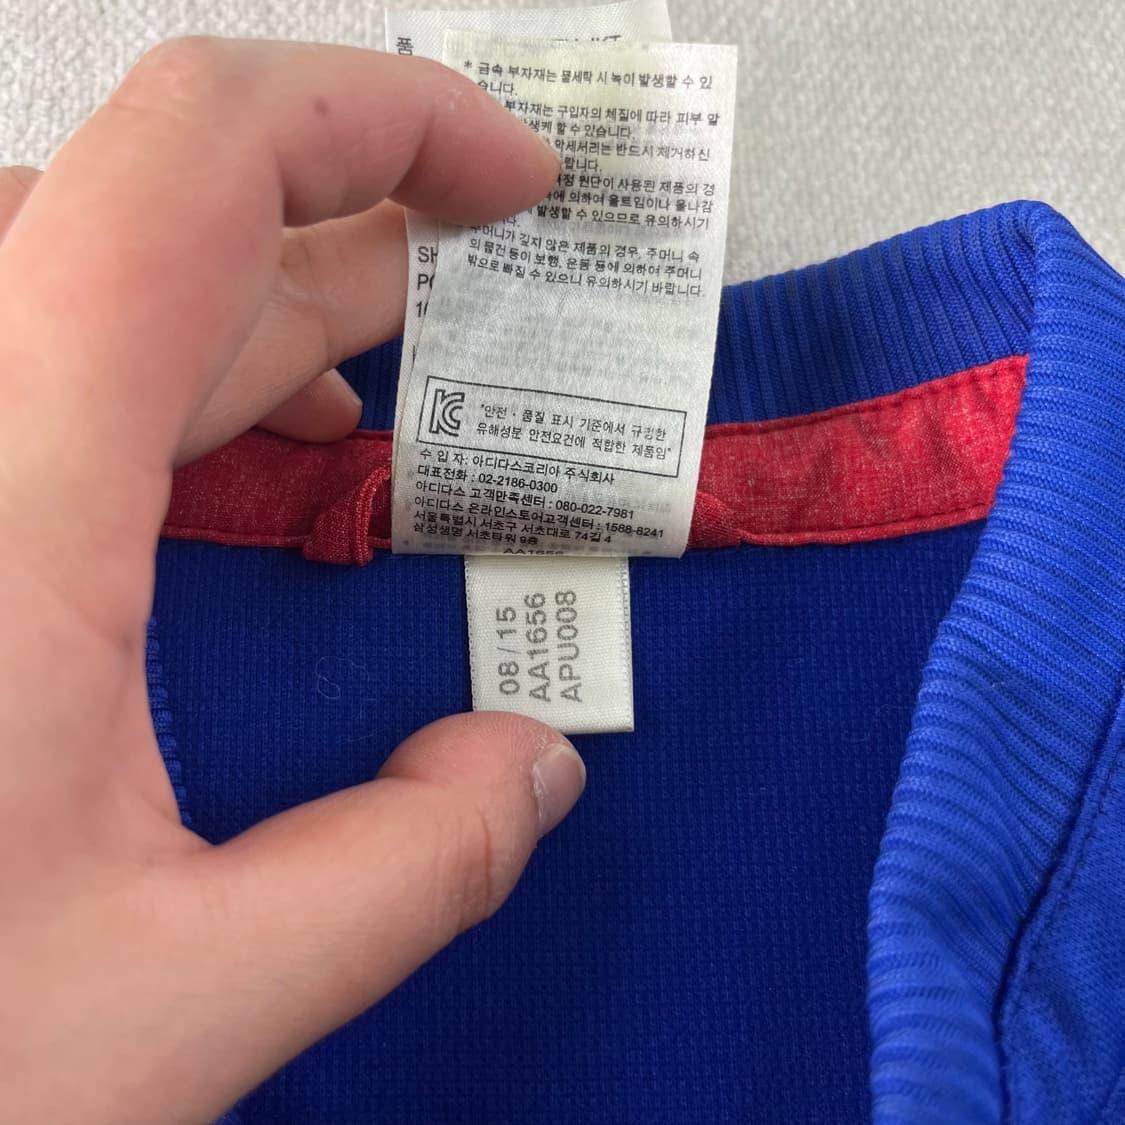 품
* 금속 부자재는 물세탁 시 녹이 발생할 수 있
습니다.
부자재는 구입자의 체질에 따라 피부 알
할 수 있습니다.
악세서리는 반드시 제거하신
원단이 사용된 제품의 경
의하여 올트임이나 올나감
발생할 수 있으므로 유의하시기
주머니가 깊지 않은 제품의 경우, 주머니 속
의 물건 등이 보행, 운동 등에 의하여 주머니
밖으로 빠질 수 있으니 유의하시기 바랍니다.
SH
KC
"안전 · 품질 표시 기준에서 규정한
유해성분 안전요건에 적합한 제품임"
수 입 자: 아디다스코리아 주식회사
대표전화 : 02-2186-0300
아디다스 고객만족센터 : 080-022-7981
아디다스 온라인스토어고객센터 : 1588-8241
서울특별시 서초구 서초대로 74길 4
삼성생명 서초타워 9층
AA1656
08/15
AA1656
APU008